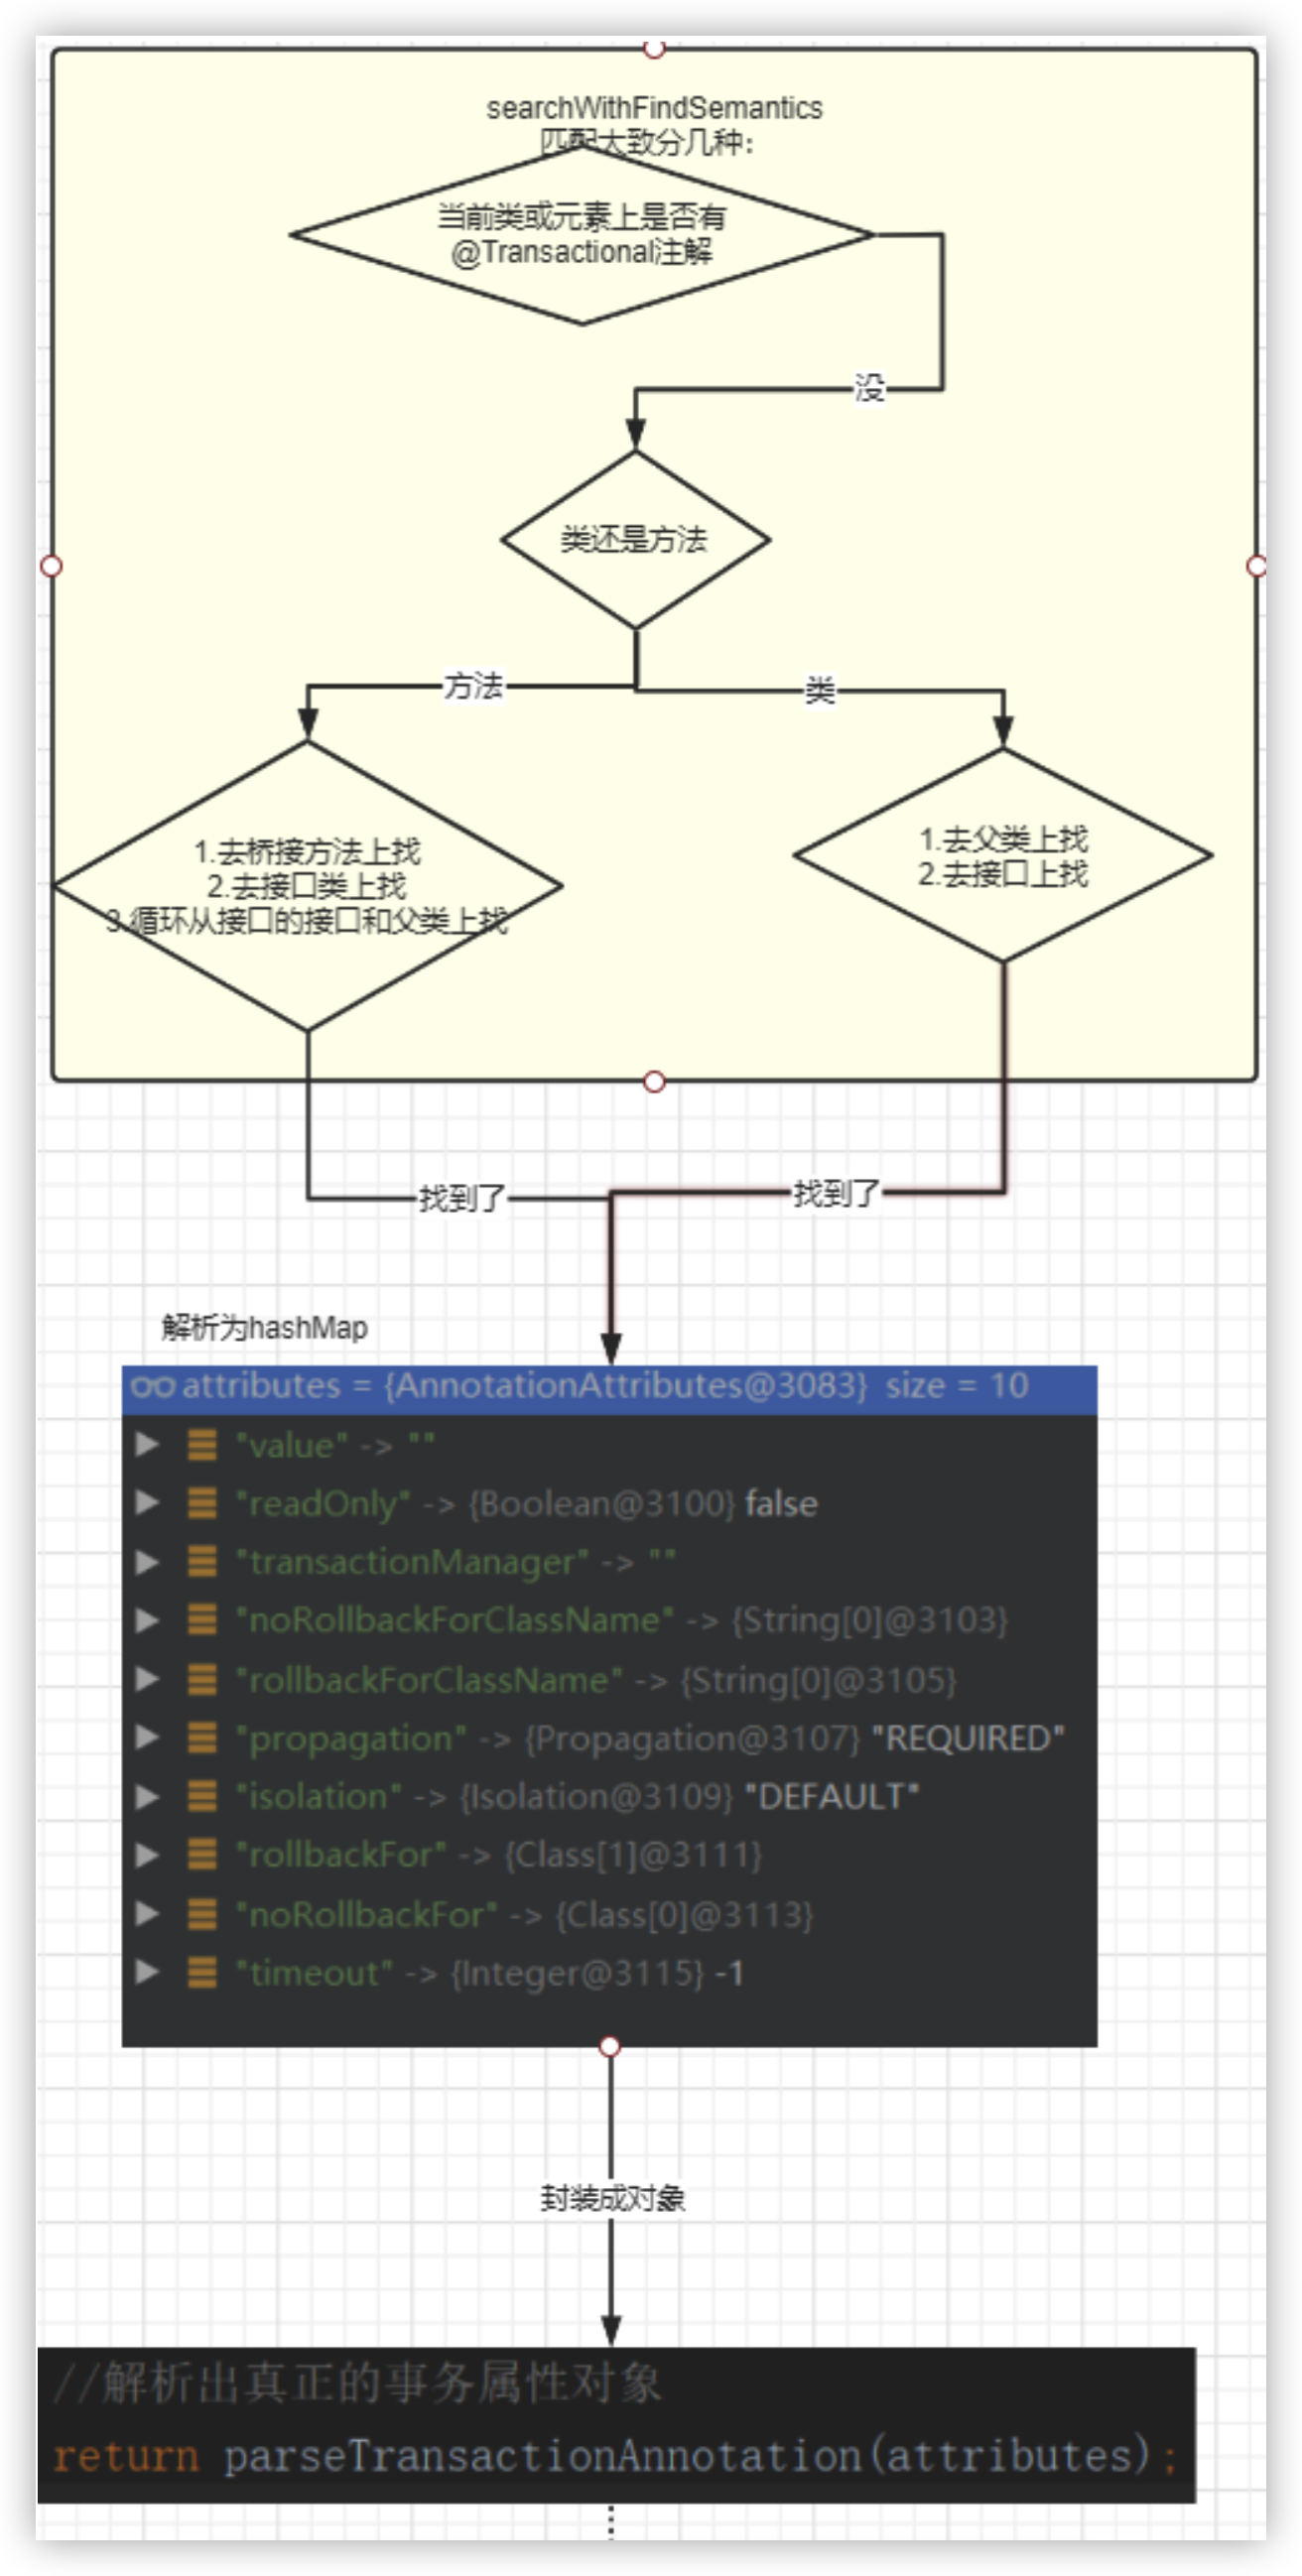 searchWithFindSemantics
匹配大致分几种：
当前类或元素上是否有
@Transactional注解
没
类还是方法
方法
类
1.去桥接方法上找
2.去接口类上找
3.循环从接口的接口和父类上找
1.去父类上找
2.去接口上找
找到了
找到了
解析为hashMap
attributes = {AnnotationAttributes@3083} size = 10
"value" -> ""
"readOnly" -> {Boolean@3100} false
"transactionManager" -> ""
"noRollbackForClassName" -> {String[0]@3103}
"rollbackForClassName" -> {String[0]@3105}
"propagation" -> {Propagation@3107} "REQUIRED"
"isolation" -> {Isolation@3109} "DEFAULT"
"rollbackFor" -> {Class[1]@3111}
"noRollbackFor" -> {Class[0]@3113}
"timeout" -> {Integer@3115} -1
封装成对象
//解析出真正的事务属性对象
return parseTransactionAnnotation(attributes);